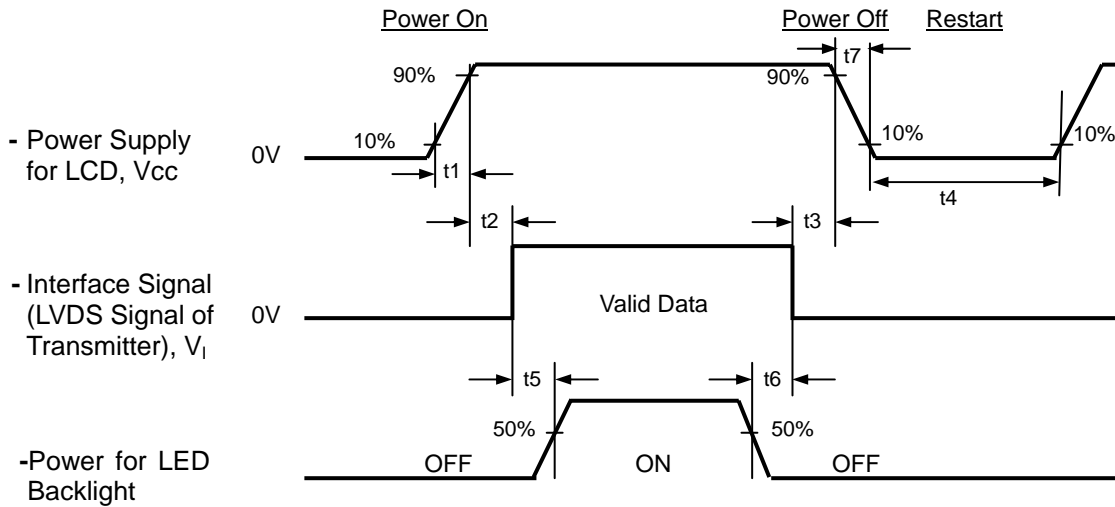 Power On
Power Off
Restart
90%
90%
t7
- Power Supply
for LCD, Vcc
0V
10%
10%
10%
t1
t4
t2
t3
- Interface Signal
(LVDS Signal of
Transmitter), VI
0V
Valid Data
t5
t6
50%
50%
-Power for LED
Backlight
OFF
ON
OFF